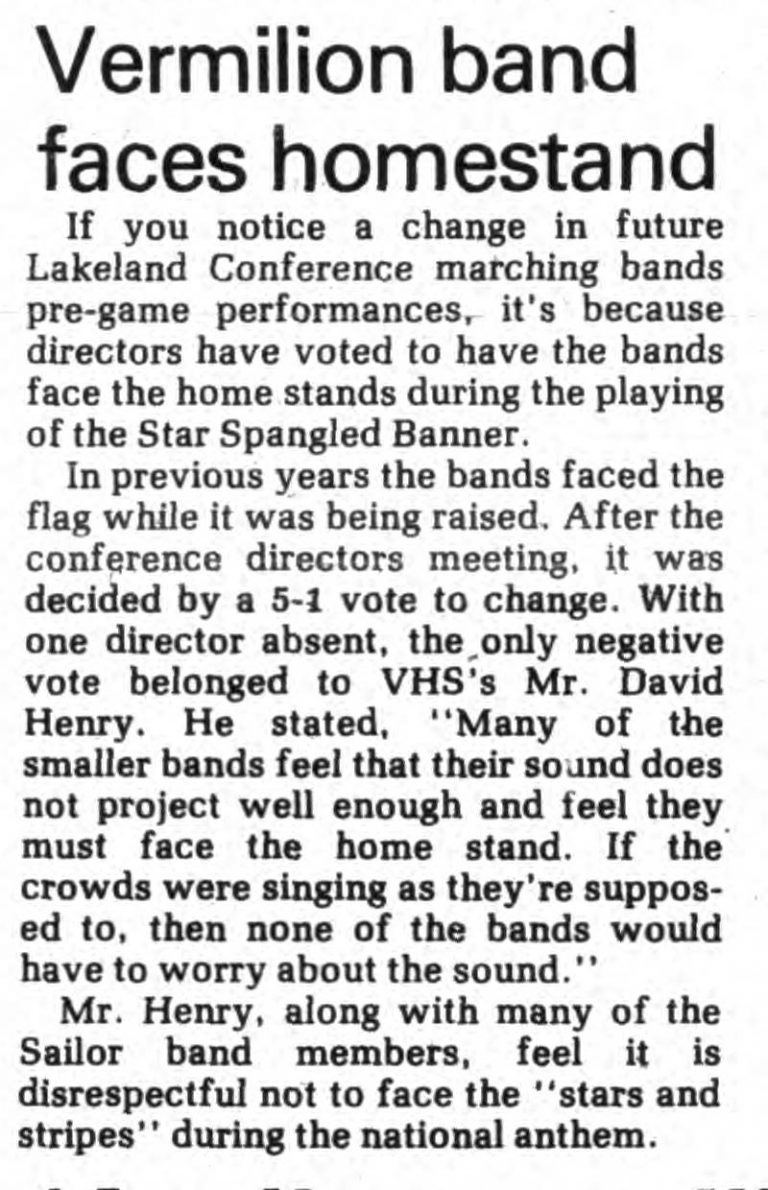 Vermilion band
faces homestand
If you notice a change in future
Lakeland Conference marching bands
pre-game performances, it's because
directors have voted to have the bands
face the home stands during the playing
of the Star Spangled Banner.
In previous years the bands faced the
flag while it was being raised. After the
conference directors meeting, it was
decided by a 5-1 vote to change. With
one director absent, the only negative
vote belonged to VHS's Mr. David
Henry. He stated, "Many of the
smaller bands feel that their sound does
not project well enough and feel they
must face the home stand. If the
crowds were singing as they're suppos-
ed to, then none of the bands would
have to worry about the sound."
Mr. Henry, along with many of the
Sailor band members, feel it is
disrespectful not to face the "stars and
stripes" during the national anthem.